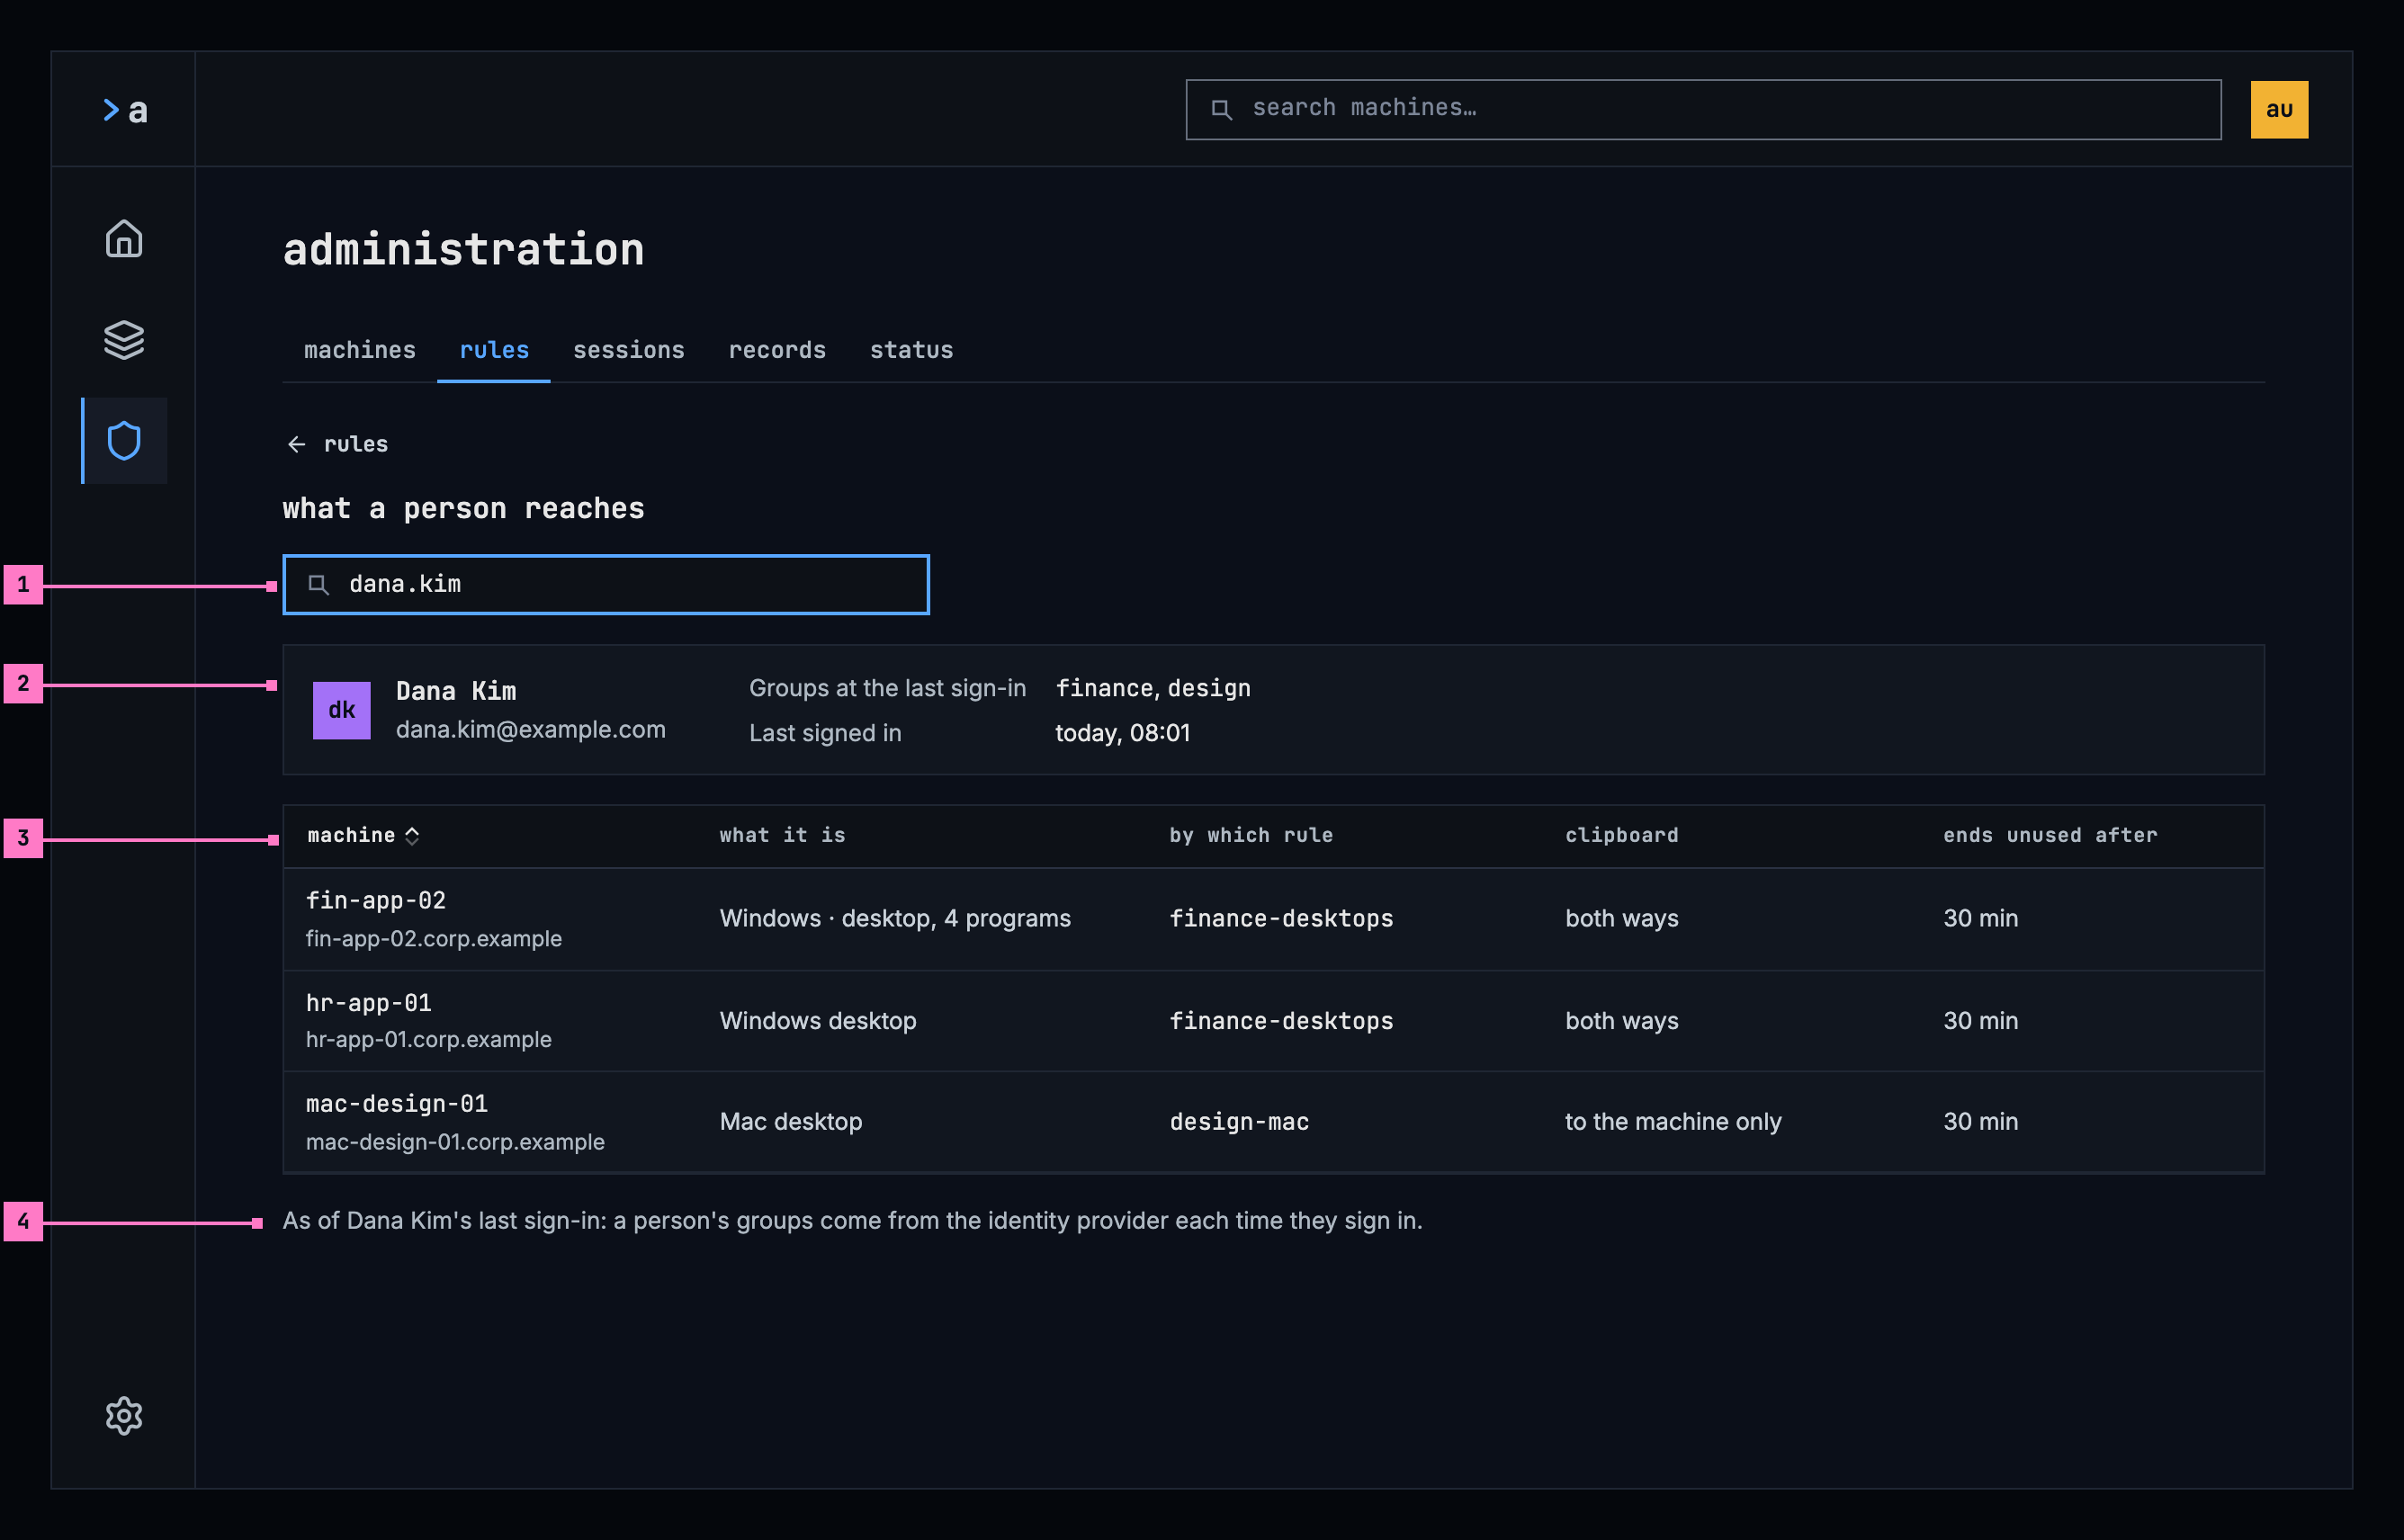 >a
search machines…
au
administration
machines rules sessions records status
← rules
what a person reaches
1
dana.kim
2
dk
Dana Kim
dana.kim@example.com
Groups at the last sign-in finance, design
Last signed in today, 08:01
3
machine what it is by which rule clipboard ends unused after
fin-app-02
fin-app-02.corp.example
Windows · desktop, 4 programs finance-desktops both ways 30 min
hr-app-01
hr-app-01.corp.example
Windows desktop finance-desktops both ways 30 min
mac-design-01
mac-design-01.corp.example
Mac desktop design-mac to the machine only 30 min
4
As of Dana Kim's last sign-in: a person's groups come from the identity provider each time they sign in.